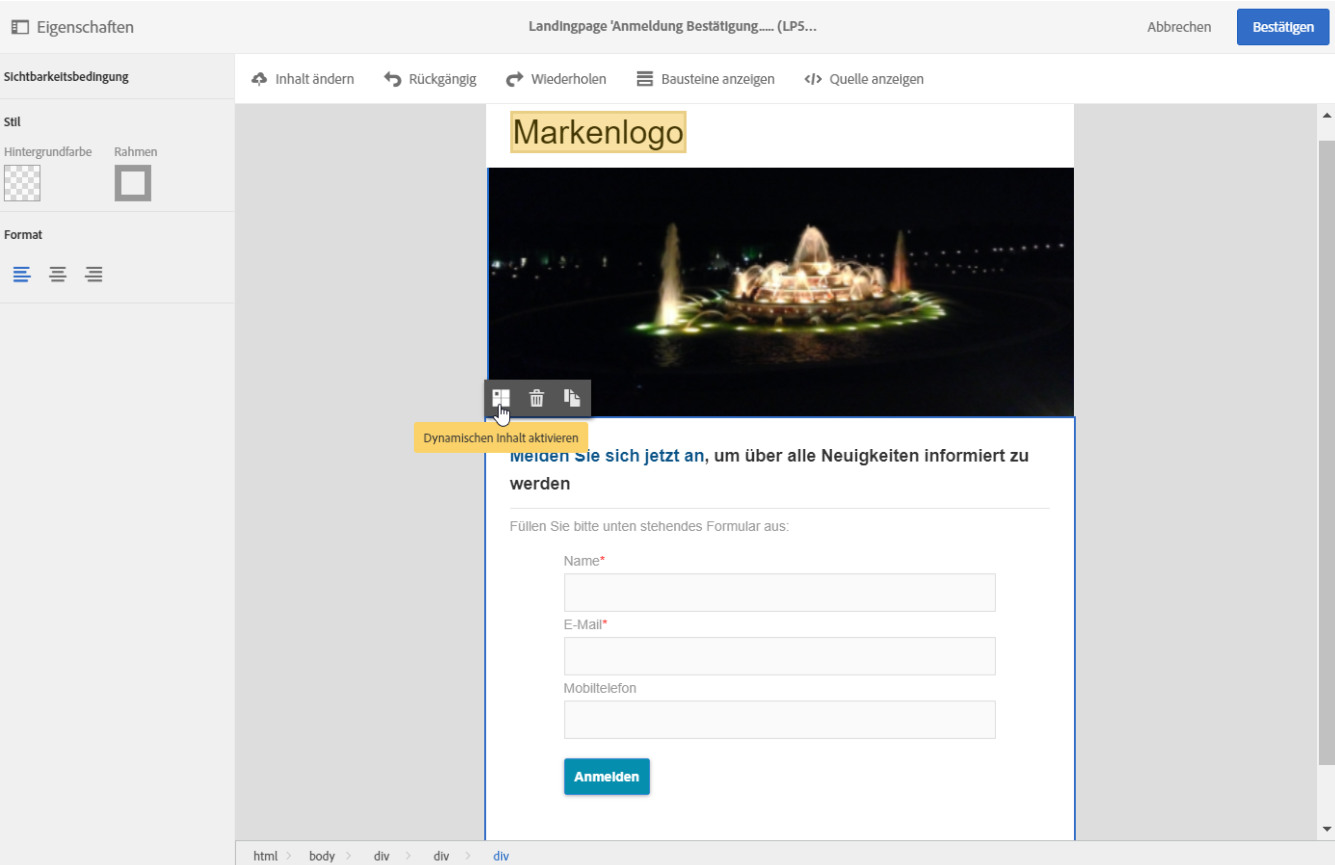 Eigenschaften
Landingpage 'Anmeldung Bestätigung..... (LP5...
Abbrechen
Bestätigen
Sichtbarkeitsbedingung
Inhalt ändern
Rückgängig
Wiederholen
Bausteine anzeigen
Quelle anzeigen
Stil
Hintergrundfarbe
Rahmen
Format
Markenlogo
Dynamischen Inhalt aktivieren
Melden Sie sich jetzt an, um über alle Neuigkeiten informiert zu
werden
Füllen Sie bitte unten stehendes Formular aus:
Name*
E-Mail*
Mobiltelefon
Anmelden
html > body > div > div > div